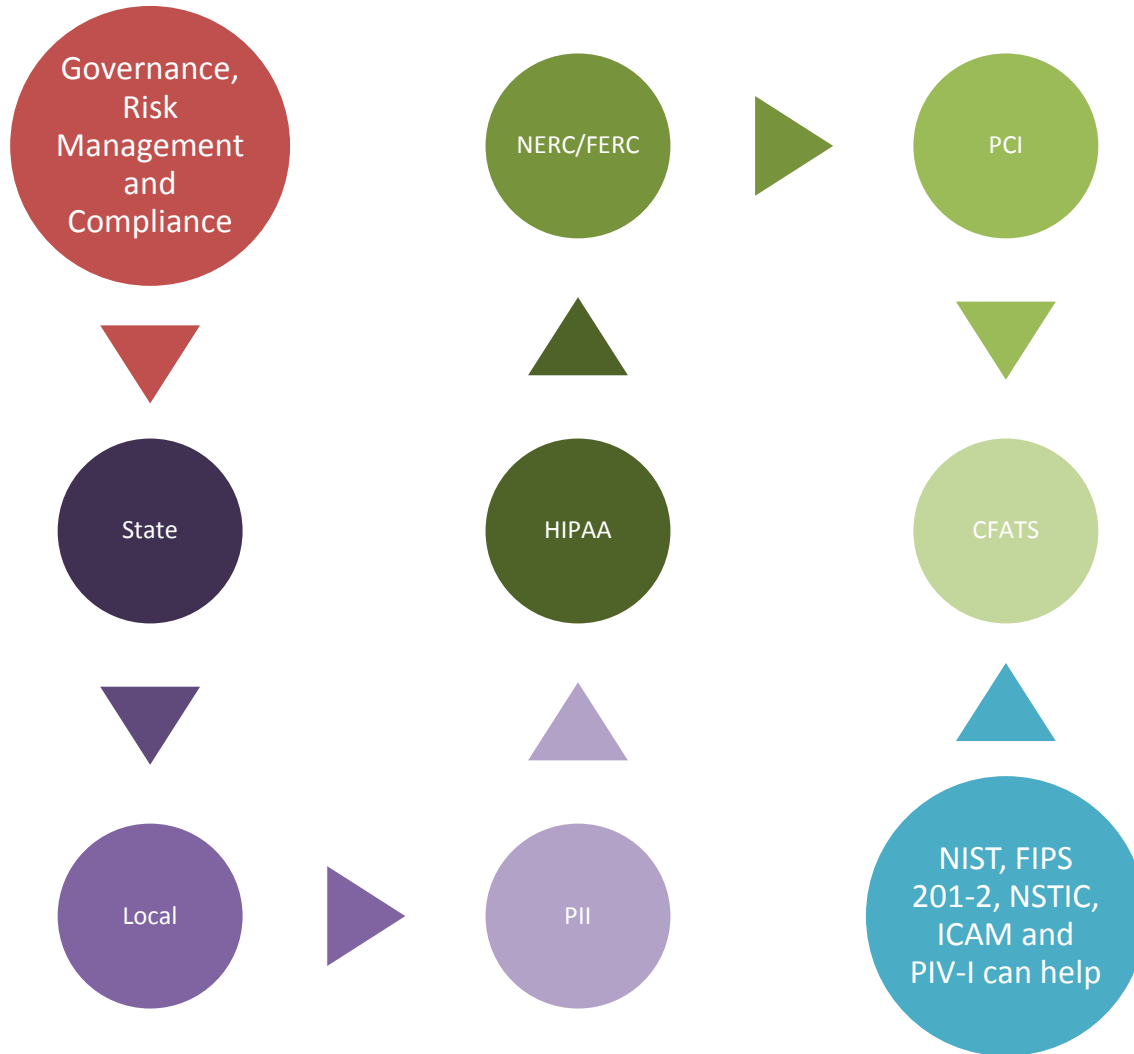 Governance,
Risk
Management
and
Compliance
State
Local
PII
HIPAA
NERC/FERC
PCI
CFATS
NIST, FIPS
201-2, NSTIC,
ICAM and
PIV-I can help